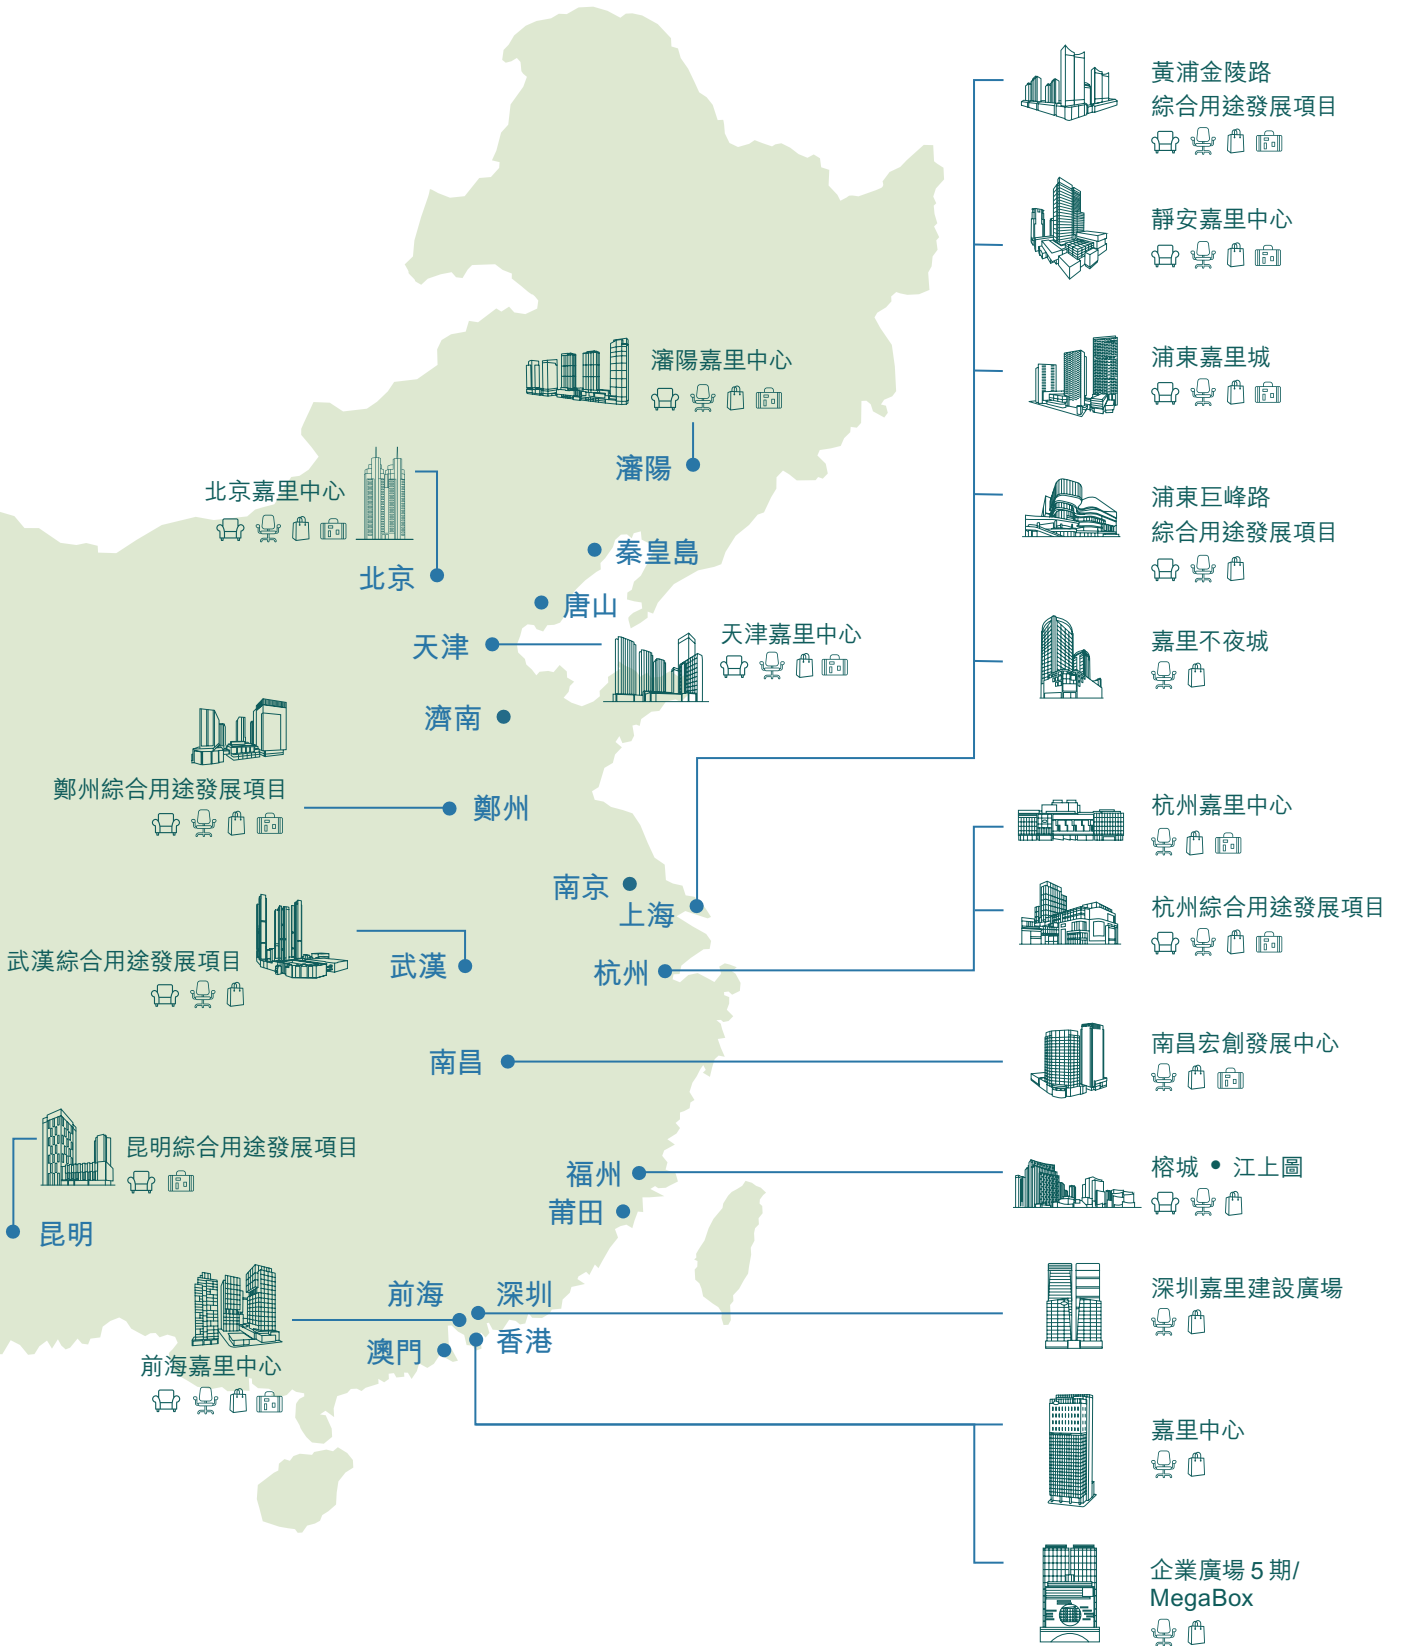 黃浦金陵路
綜合用途發展項目
靜安嘉里中心
浦東嘉里城
浦東巨峰路
綜合用途發展項目
嘉里不夜城
瀋陽嘉里中心
瀋陽
北京嘉里中心
北京
秦皇島
唐山
天津
天津嘉里中心
濟南
鄭州綜合用途發展項目
鄭州
南京
上海
杭州嘉里中心
杭州綜合用途發展項目
武漢綜合用途發展項目
武漢
杭州
南昌
南昌宏創發展中心
昆明綜合用途發展項目
昆明
福州
莆田
榕城 • 江上圖
前海
深圳
深圳嘉里建設廣場
澳門
香港
前海嘉里中心
嘉里中心
企業廣場 5 期/
MegaBox